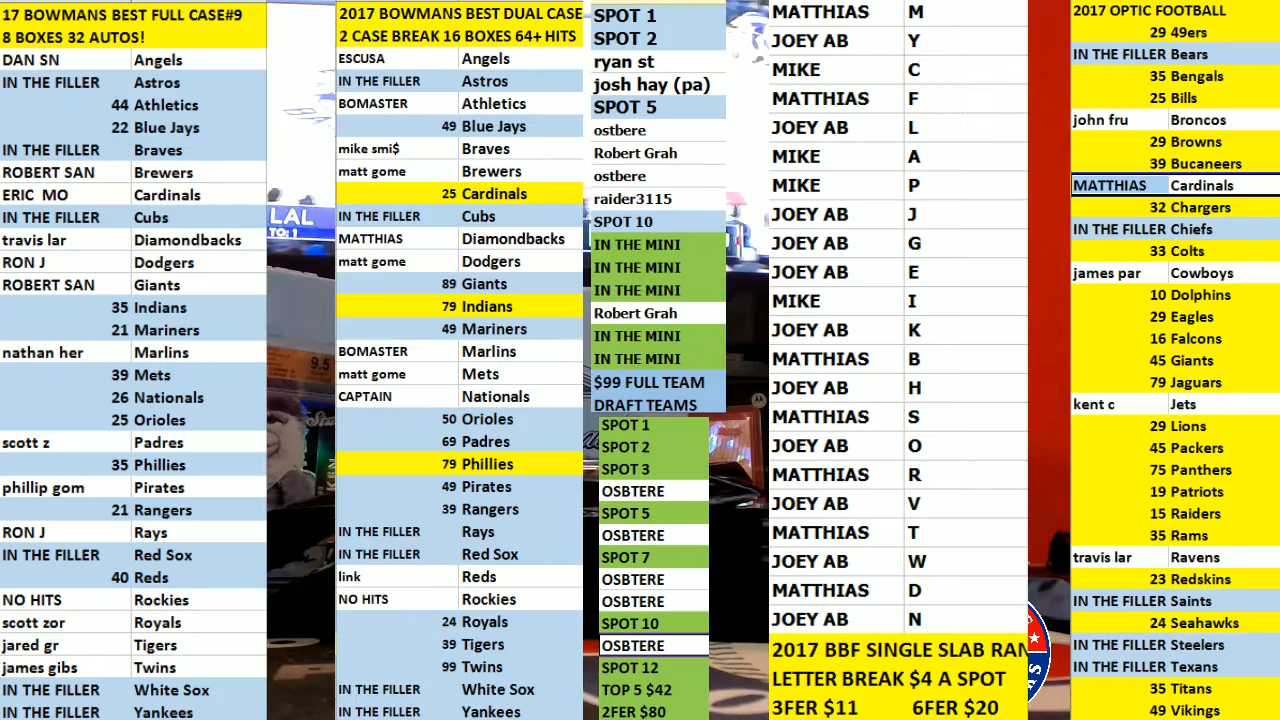 17 BOWMANS BEST FULL CASE#9
8 BOXES 32 AUTOS!
DAN SN Angels
IN THE FILLER Astros
44 Athletics
22 Blue Jays
IN THE FILLER Braves
ROBERT SAN Brewers
ERIC MO Cardinals
IN THE FILLER Cubs
travis lar Diamondbacks
RON J Dodgers
ROBERT SAN Giants
35 Indians
21 Mariners
nathan her Marlins
39 Mets
26 Nationals
25 Orioles
scott z Padres
35 Phillies
phillip gom Pirates
21 Rangers
RON J Rays
IN THE FILLER Red Sox
40 Reds
NO HITS Rockies
scott zor Royals
jared gr Tigers
james gibs Twins
IN THE FILLER White Sox
IN THE FILLER Yankees
LAL
TO: 1
9.5
2017 BOWMANS BEST DUAL CASE
2 CASE BREAK 16 BOXES 64+ HITS
ESCUSA Angels
IN THE FILLER Astros
BOMASTER Athletics
49 Blue Jays
mike smi$ Braves
matt gome Brewers
25 Cardinals
IN THE FILLER Cubs
MATTHIAS Diamondbacks
matt gome Dodgers
89 Giants
79 Indians
49 Mariners
BOMASTER Marlins
matt gome Mets
CAPTAIN Nationals
50 Orioles
69 Padres
79 Phillies
49 Pirates
39 Rangers
IN THE FILLER Rays
IN THE FILLER Red Sox
link Reds
NO HITS Rockies
24 Royals
39 Tigers
99 Twins
IN THE FILLER White Sox
IN THE FILLER Yankees
SPOT 1
SPOT 2
ryan st
josh hay (pa)
SPOT 5
ostbere
Robert Grah
ostbere
raider3115
SPOT 10
IN THE MINI
IN THE MINI
IN THE MINI
Robert Grah
IN THE MINI
IN THE MINI
$99 FULL TEAM
DRAFT TEAMS
SPOT 1
SPOT 2
SPOT 3
OSBTERE
SPOT 5
OSBTERE
SPOT 7
OSBTERE
OSBTERE
SPOT 10
OSBTERE
SPOT 12
TOP 5 $42
2FER $80
MATTHIAS M
JOEY AB Y
MIKE C
MATTHIAS F
JOEY AB L
MIKE A
MIKE P
JOEY AB J
JOEY AB G
JOEY AB E
MIKE I
JOEY AB K
MATTHIAS B
JOEY AB H
MATTHIAS S
JOEY AB O
MATTHIAS R
JOEY AB V
MATTHIAS T
JOEY AB W
MATTHIAS D
JOEY AB N
2017 BBF SINGLE SLAB RAN
LETTER BREAK $4 A SPOT
3FER $11 6FER $20
2017 OPTIC FOOTBALL
29 49ers
IN THE FILLER Bears
35 Bengals
25 Bills
john fru Broncos
29 Browns
39 Bucaneers
MATTHIAS Cardinals
32 Chargers
IN THE FILLER Chiefs
33 Colts
james par Cowboys
10 Dolphins
29 Eagles
16 Falcons
45 Giants
79 Jaguars
kent c Jets
29 Lions
45 Packers
75 Panthers
19 Patriots
15 Raiders
35 Rams
travis lar Ravens
23 Redskins
IN THE FILLER Saints
24 Seahawks
IN THE FILLER Steelers
IN THE FILLER Texans
35 Titans
49 Vikings